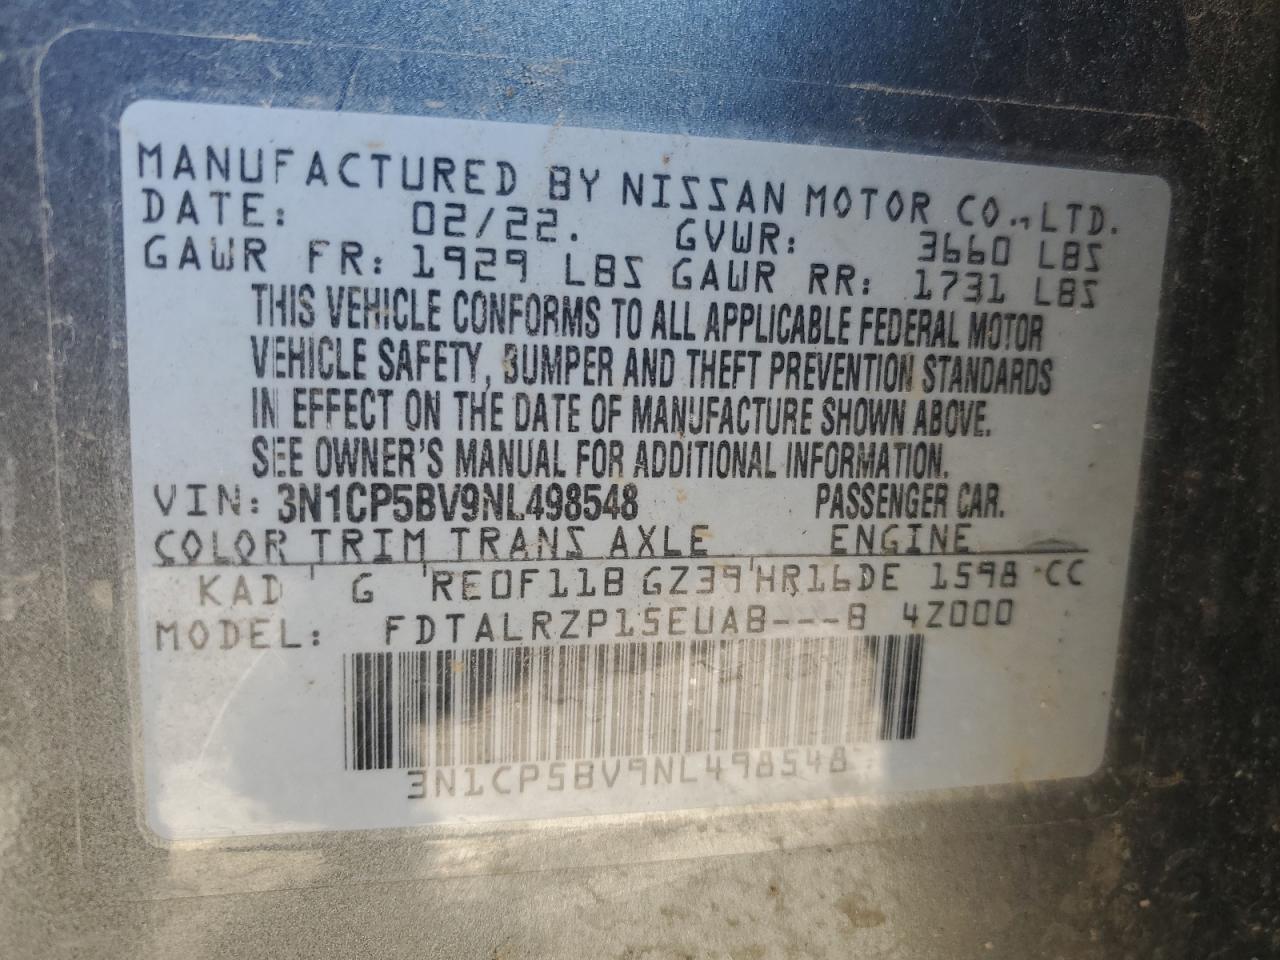 MANUFACTURED BY NISSAN MOTOR CO., LTD.
DATE: 02/22. GVWR: 3660 LBS
GAWR FR: 1929 LBS GAWR RR: 1731 LBS
THIS VEHICLE CONFORMS TO ALL APPLICABLE FEDERAL MOTOR
VEHICLE SAFETY, BUMPER AND THEFT PREVENTION STANDARDS
IN EFFECT ON THE DATE OF MANUFACTURE SHOWN ABOVE.
SEE OWNER'S MANUAL FOR ADDITIONAL INFORMATION.
VIN: 3N1CP5BV9NL498548 PASSENGER CAR.
COLOR TRIM TRANS AXLE ENGINE
KAD G RE0F11B GZ39 HR16DE 1598 CC
MODEL: FDTALRZP15EUAB---B 4Z000
3N1CP5BV9NL498548